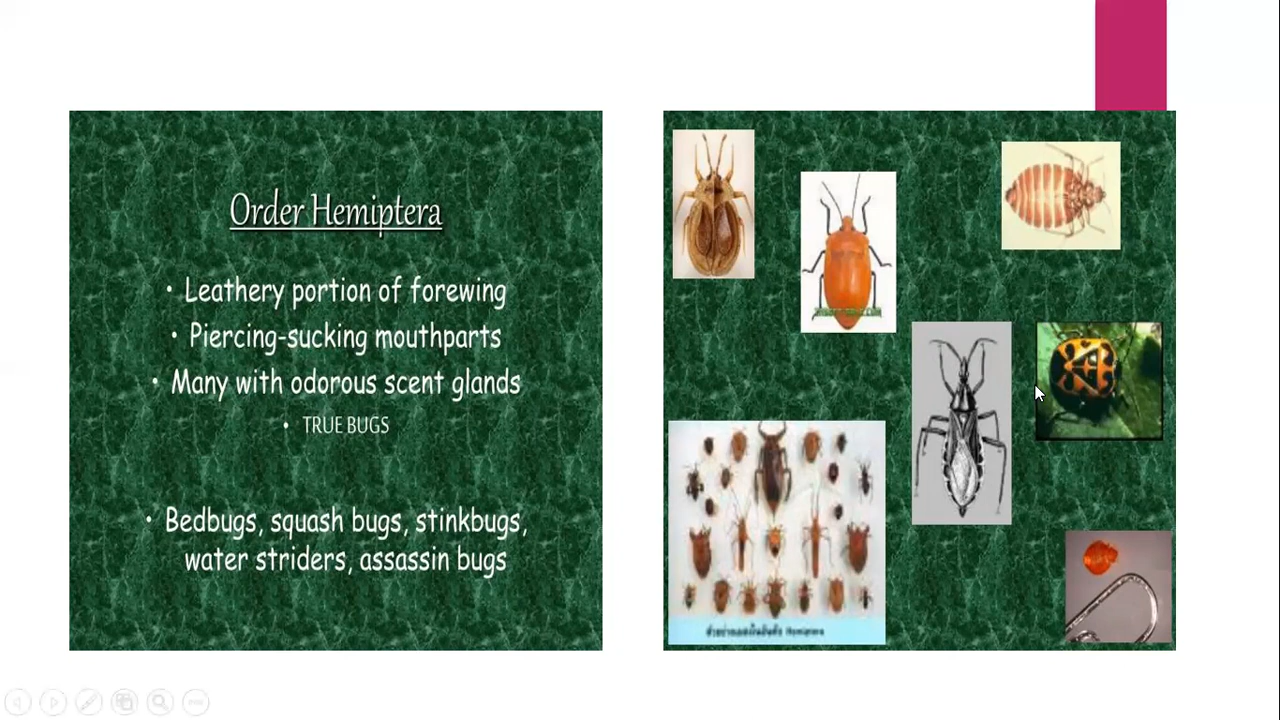 Order Hemiptera
• Leathery portion of forewing
• Piercing-sucking mouthparts
• Many with odorous scent glands
• TRUE BUGS
• Bedbugs, squash bugs, stinkbugs,
water striders, assassin bugs
Hemiptera